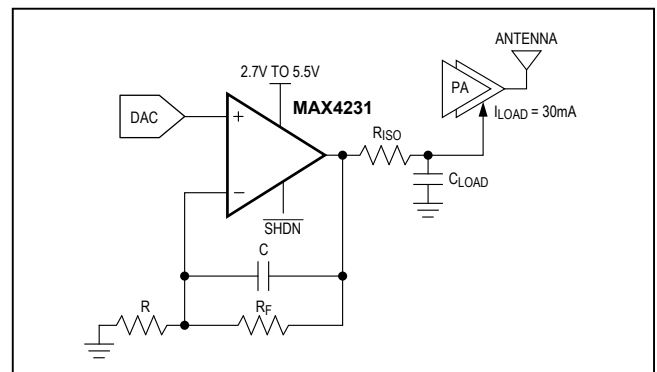 ANTENNA
2.7V TO 5.5V
MAX4231
PA
DAC
+
I_LOAD = 30mA
R_ISO
C_LOAD
−
SHDN
C
R
R_F